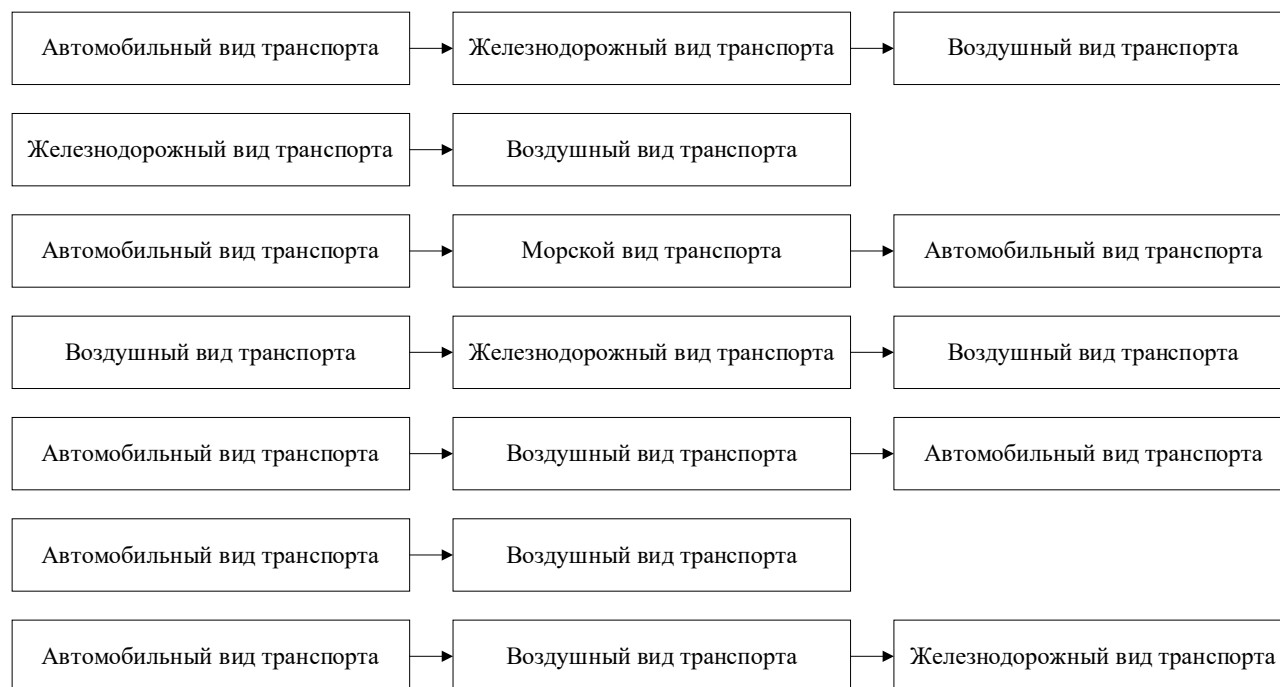 Автомобильный вид транспорта Железнодорожный вид транспорта Воздушный вид транспорта
Железнодорожный вид транспорта Воздушный вид транспорта
Автомобильный вид транспорта Морской вид транспорта Автомобильный вид транспорта
Воздушный вид транспорта Железнодорожный вид транспорта Воздушный вид транспорта
Автомобильный вид транспорта Воздушный вид транспорта Автомобильный вид транспорта
Автомобильный вид транспорта Воздушный вид транспорта
Автомобильный вид транспорта Воздушный вид транспорта Железнодорожный вид транспорта